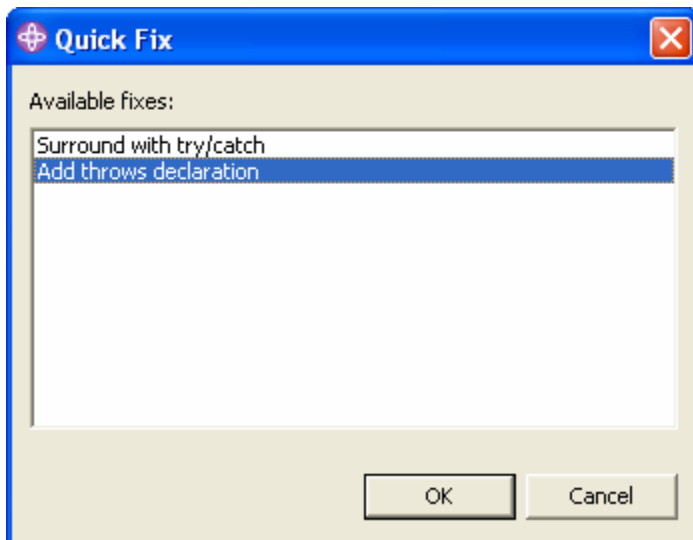 Quick Fix
Available fixes:
Surround with try/catch
Add throws declaration
OK
Cancel